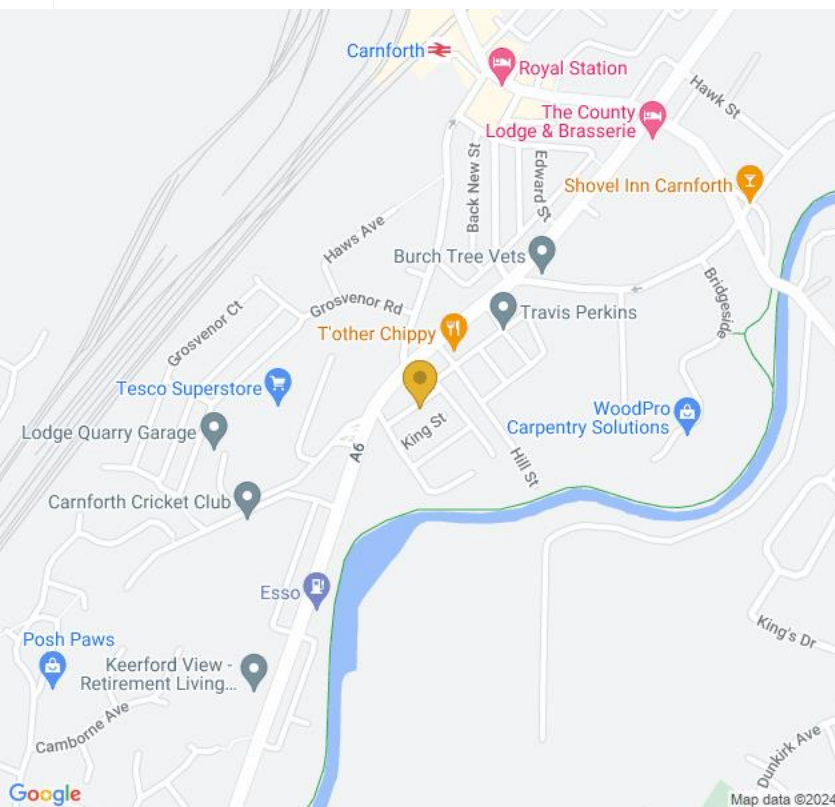 Carnforth
Royal Station
Hawk St
The County
Lodge & Brasserie
Back New St
Edward St
Shovel Inn Carnforth
Haws Ave
Burch Tree Vets
Bridgeside
Grosvenor Ct
Grosvenor Rd
Travis Perkins
T'other Chippy
Tesco Superstore
WoodPro
Carpentry Solutions
Lodge Quarry Garage
King St
A6
Hill St
Carnforth Cricket Club
Esso
King's Dr
Posh Paws
Keerford View -
Retirement Living...
Camborne Ave
Dunkirk Ave
Google
Map data ©2024